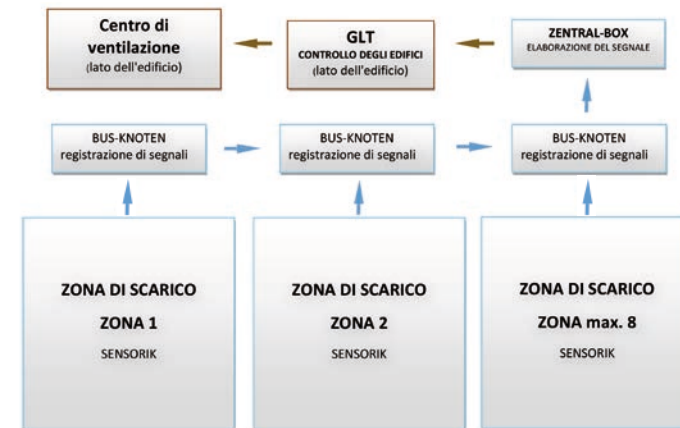 Centro di
ventilazione
(lato dell'edificio)
GLT
CONTROLLO DEGLI EDIFICI
(lato dell'edificio)
ZENTRAL-BOX
ELABORAZIONE DEL SEGNALE
BUS-KNOTEN
registrazione di segnali
BUS-KNOTEN
registrazione di segnali
BUS-KNOTEN
registrazione di segnali
ZONA DI SCARICO
ZONA 1
SENSORIK
ZONA DI SCARICO
ZONA 2
SENSORIK
ZONA DI SCARICO
ZONA max. 8
SENSORIK